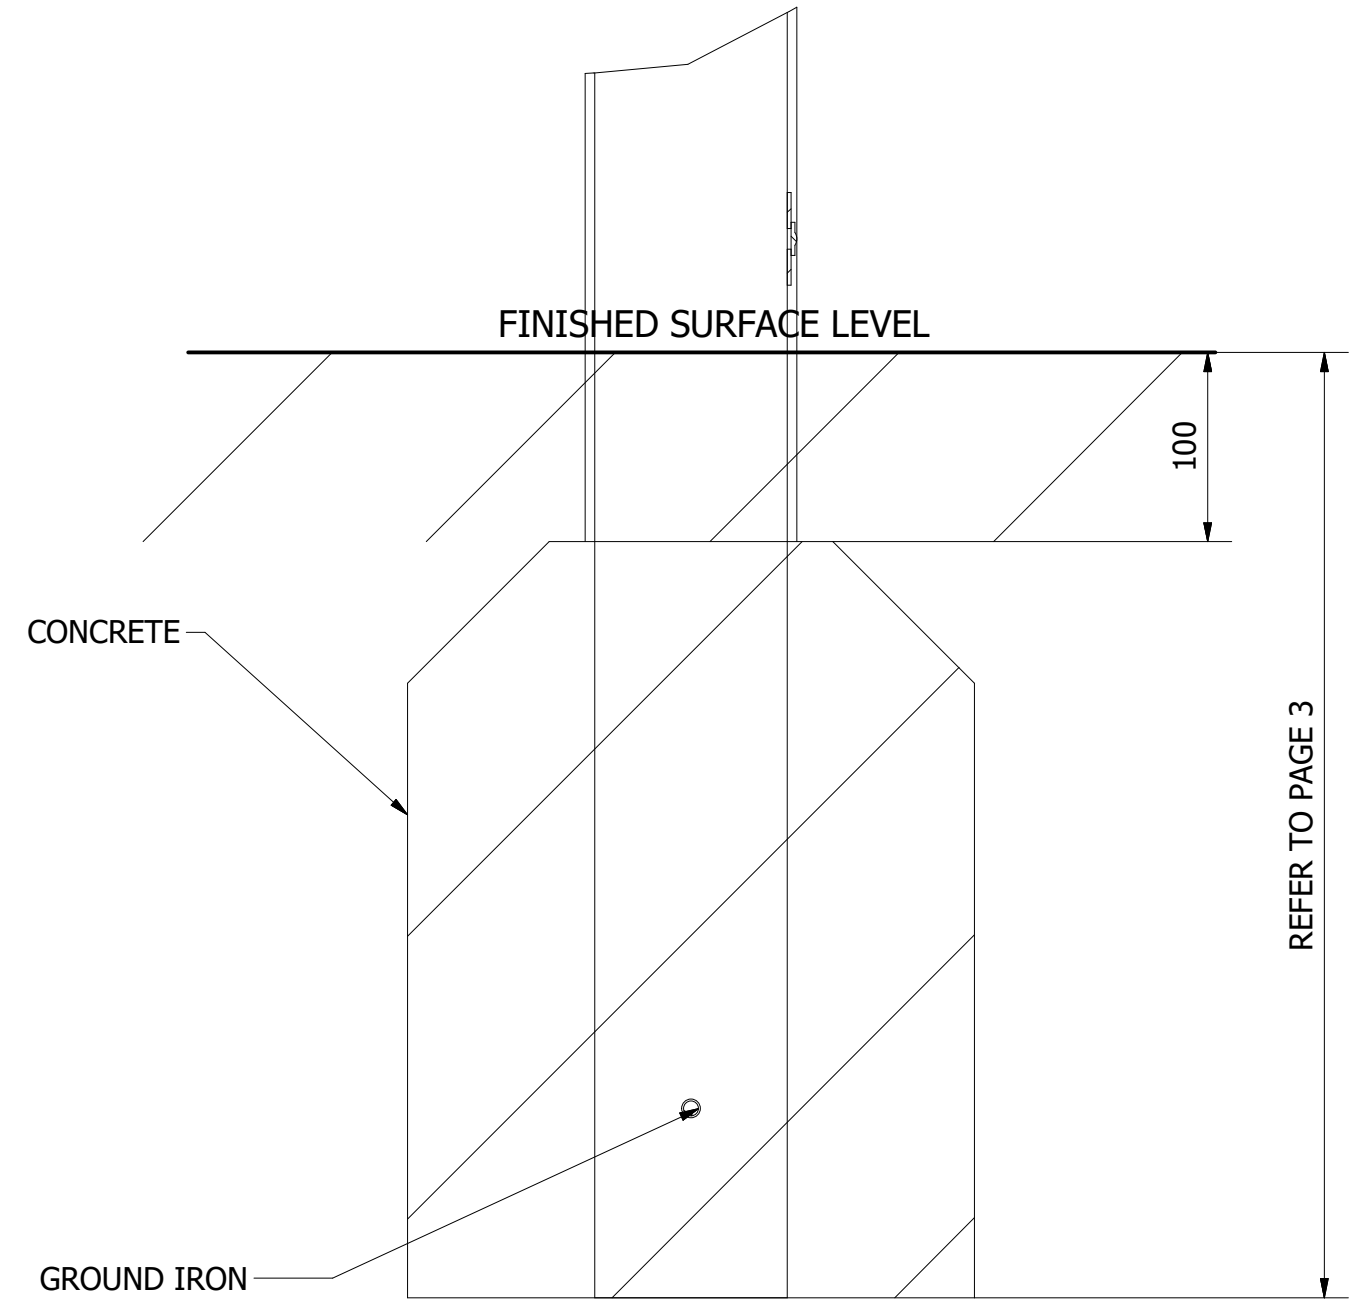 FINISHED SURFACE LEVEL
100
CONCRETE
REFER TO PAGE 3
GROUND IRON